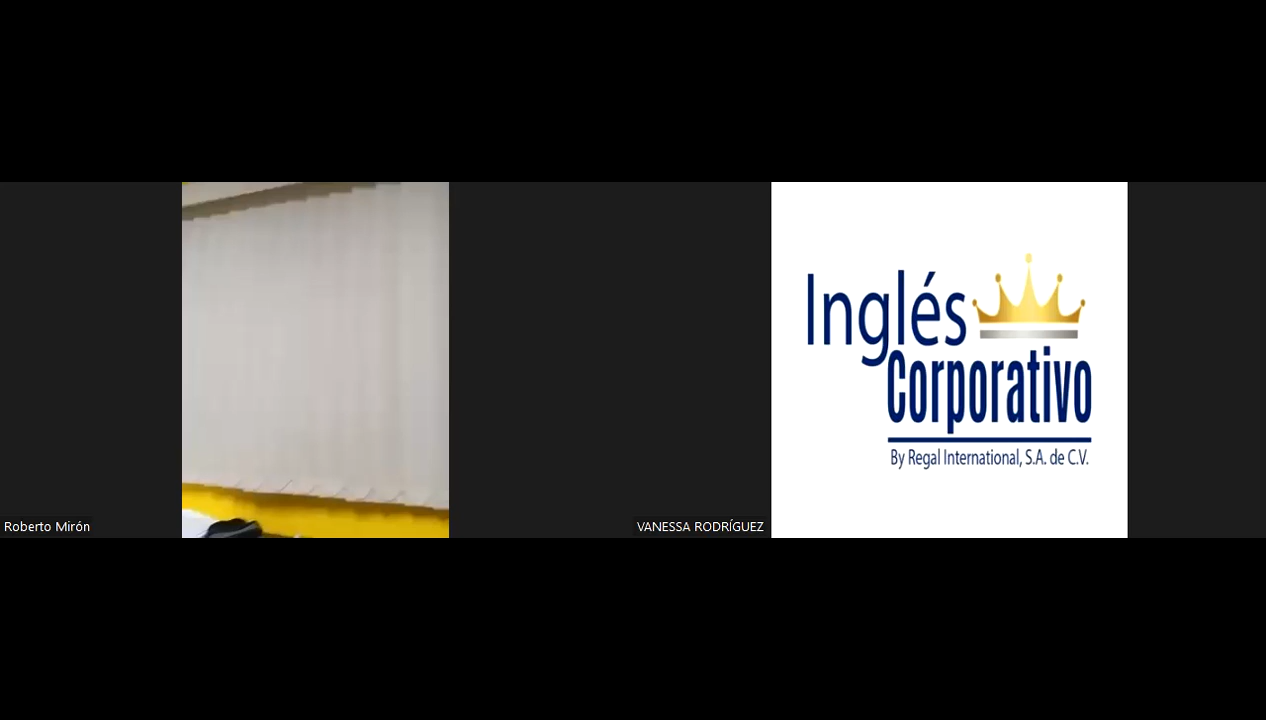 Inglés
Corporativo
By Regal International, S.A. de C.V.
Roberto Mirón
VANESSA RODRÍGUEZ